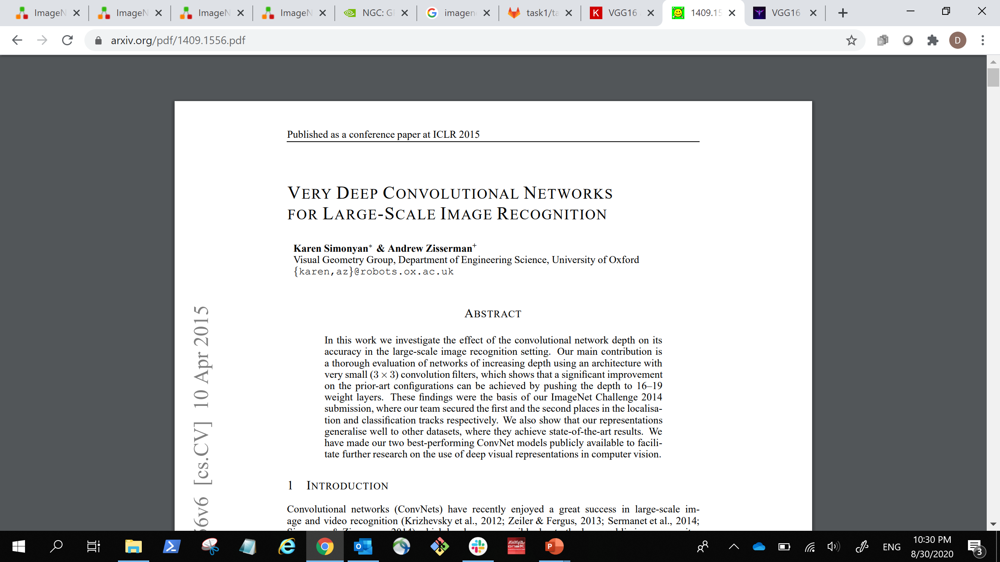 ImageN
ImageN
ImageN
ImageN
NGC: G
imagen
task1/ta
VGG16
1409.15
VGG16
arxiv.org/pdf/1409.1556.pdf
D
Published as a conference paper at ICLR 2015
VERY DEEP CONVOLUTIONAL NETWORKS
FOR LARGE-SCALE IMAGE RECOGNITION
Karen Simonyan* & Andrew Zisserman+
Visual Geometry Group, Department of Engineering Science, University of Oxford
{karen,az}@robots.ox.ac.uk
ABSTRACT
In this work we investigate the effect of the convolutional network depth on its
accuracy in the large-scale image recognition setting. Our main contribution is
a thorough evaluation of networks of increasing depth using an architecture with
very small (3 × 3) convolution filters, which shows that a significant improvement
on the prior-art configurations can be achieved by pushing the depth to 16–19
weight layers. These findings were the basis of our ImageNet Challenge 2014
submission, where our team secured the first and the second places in the localisa-
tion and classification tracks respectively. We also show that our representations
generalise well to other datasets, where they achieve state-of-the-art results. We
have made our two best-performing ConvNet models publicly available to facili-
tate further research on the use of deep visual representations in computer vision.
56v6 [cs.CV] 10 Apr 2015
1 INTRODUCTION
Convolutional networks (ConvNets) have recently enjoyed a great success in large-scale im-
age and video recognition (Krizhevsky et al., 2012; Zeiler & Fergus, 2013; Sermanet et al., 2014;
AVAYA
one-X
ENG
10:30 PM
8/30/2020
3